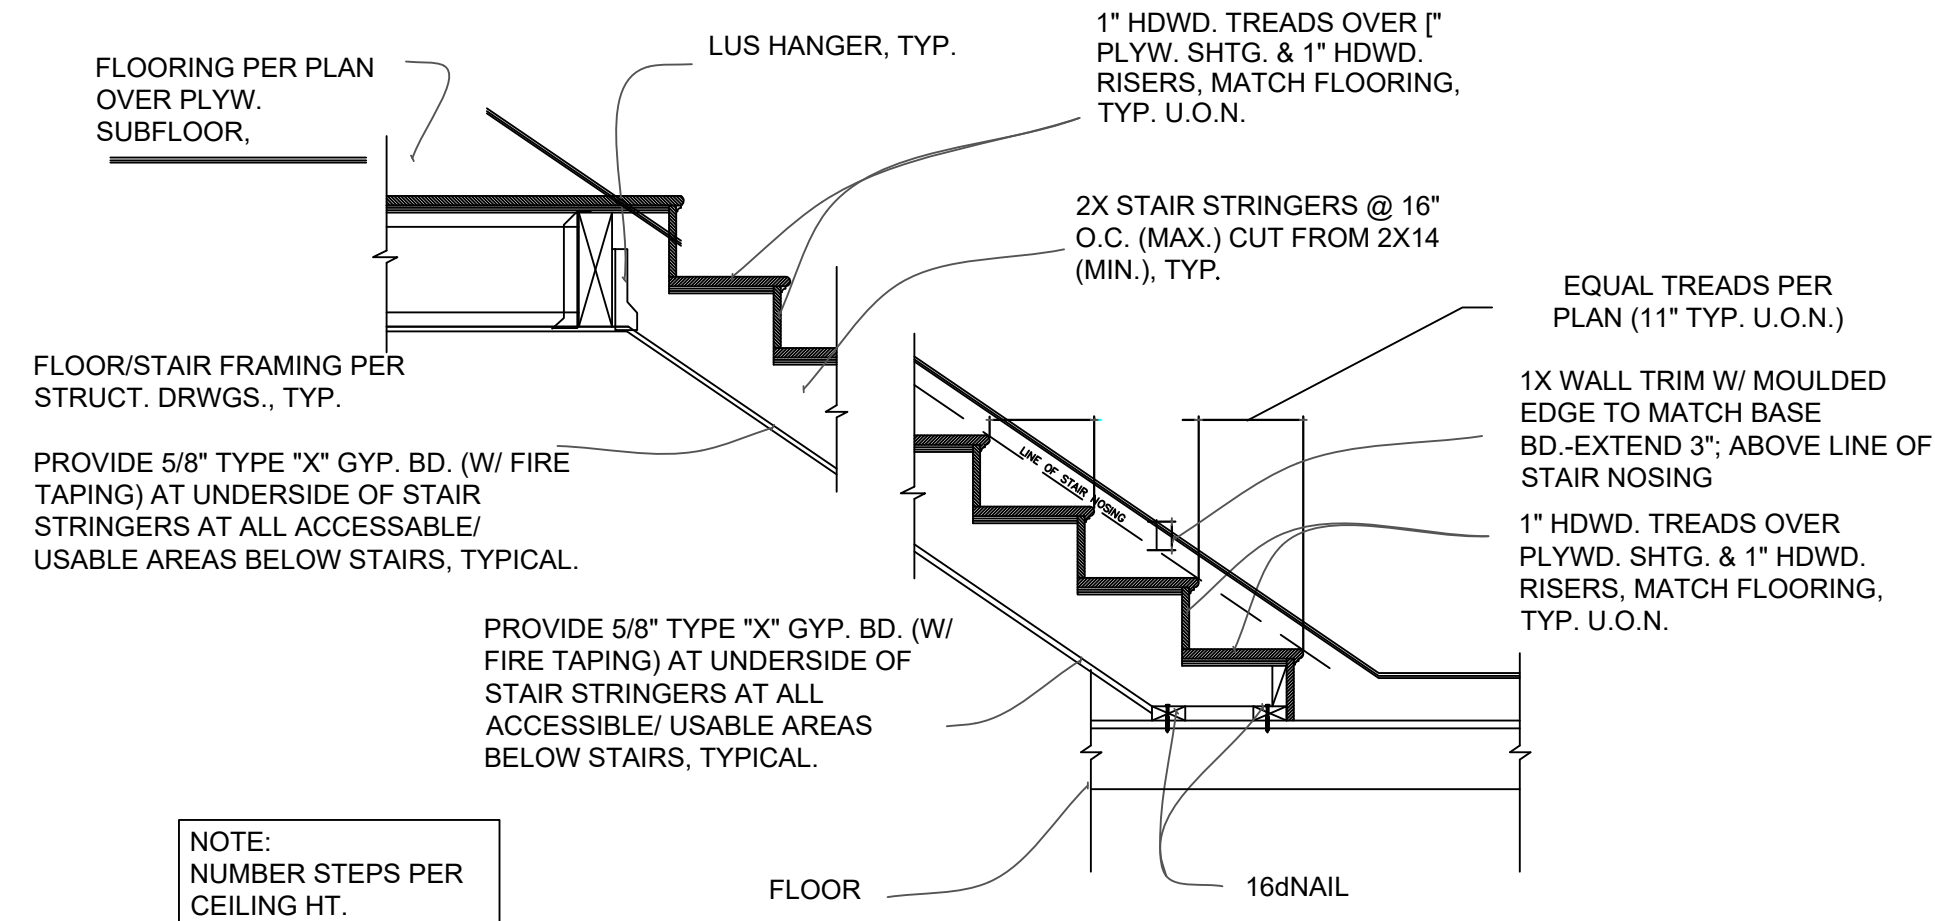 FLOORING PER PLAN
OVER PLYW.
SUBFLOOR,
LUS HANGER, TYP.
1" HDWD. TREADS OVER ["
PLYW. SHTG. & 1" HDWD.
RISERS, MATCH FLOORING,
TYP. U.O.N.
2X STAIR STRINGERS @ 16"
O.C. (MAX.) CUT FROM 2X14
(MIN.), TYP.
EQUAL TREADS PER
PLAN (11" TYP. U.O.N.)
FLOOR/STAIR FRAMING PER
STRUCT. DRWGS., TYP.
1X WALL TRIM W/ MOULDED
EDGE TO MATCH BASE
BD.-EXTEND 3"; ABOVE LINE OF
STAIR NOSING
PROVIDE 5/8" TYPE "X" GYP. BD. (W/ FIRE
TAPING) AT UNDERSIDE OF STAIR
STRINGERS AT ALL ACCESSABLE/
USABLE AREAS BELOW STAIRS, TYPICAL.
LINE OF STAIR NOSING
1" HDWD. TREADS OVER
PLYWD. SHTG. & 1" HDWD.
RISERS, MATCH FLOORING,
TYP. U.O.N.
PROVIDE 5/8" TYPE "X" GYP. BD. (W/
FIRE TAPING) AT UNDERSIDE OF
STAIR STRINGERS AT ALL
ACCESSIBLE/ USABLE AREAS
BELOW STAIRS, TYPICAL.
NOTE:
NUMBER STEPS PER
CEILING HT.
FLOOR
16dNAIL